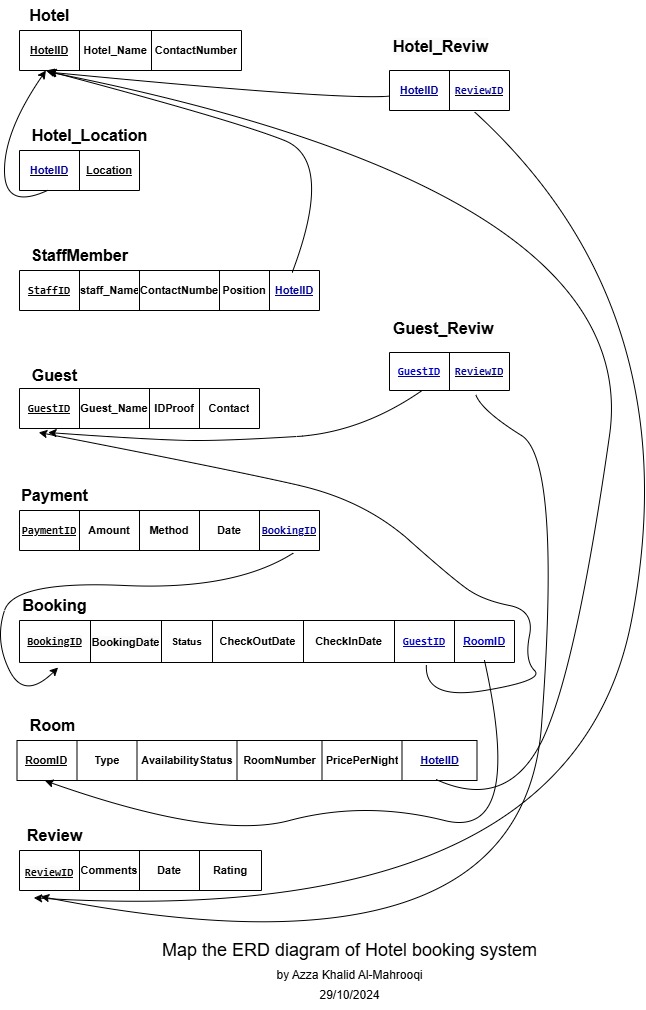 Hotel
HotelID Hotel_Name ContactNumber
Hotel_Reviw
HotelID ReviewID
Hotel_Location
HotelID Location
StaffMember
StaffID staff_Name ContactNumbe Position HotelID
Guest_Reviw
GuestID ReviewID
Guest
GuestID Guest_Name IDProof Contact
Payment
PaymentID Amount Method Date BookingID
Booking
BookingID BookingDate Status CheckOutDate CheckInDate GuestID RoomID
Room
RoomID Type AvailabilityStatus RoomNumber PricePerNight HotelID
Review
ReviewID Comments Date Rating
Map the ERD diagram of Hotel booking system
by Azza Khalid Al-Mahrooqi
29/10/2024